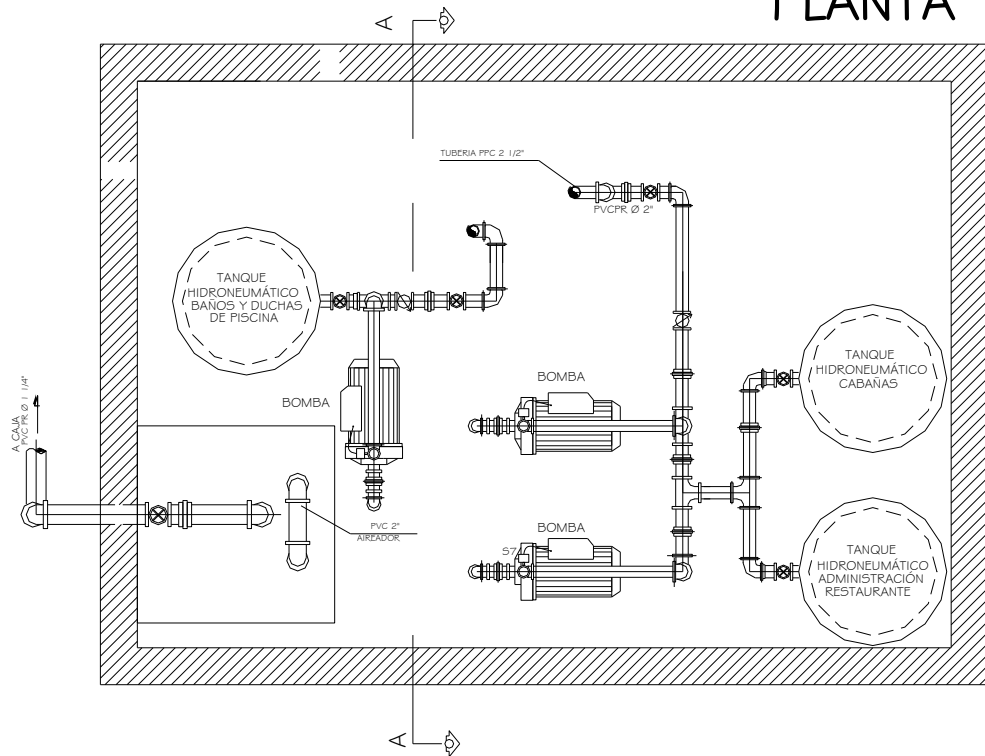 PLANTA
A
TUBERIA PPC 2 1/2"
PVCPR Ø 2"
TANQUE
HIDRONEUMÁTICO
BAÑOS Y DUCHAS
DE PISCINA
TANQUE
HIDRONEUMÁTICO
CABAÑAS
BOMBA
BOMBA
A CAJA
PVC PR Ø 1 1/4"
PVC 2"
AIREADOR
BOMBA
S7
TANQUE
HIDRONEUMÁTICO
ADMINISTRACIÓN
RESTAURANTE
A